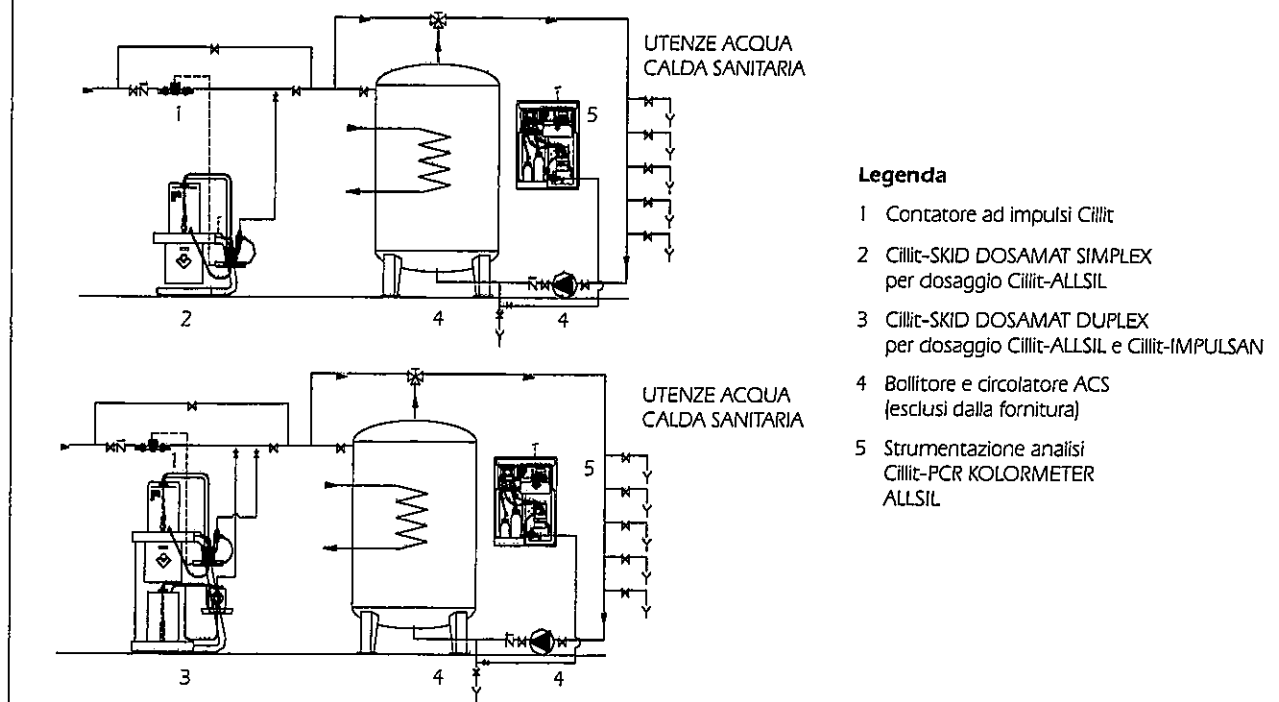 UTENZE ACQUA
CALDA SANITARIA
1
5
2
4
4
UTENZE ACQUA
CALDA SANITARIA
1
5
3
4
4
Legenda
1 Contatore ad impulsi Cillit
2 Cillit-SKID DOSAMAT SIMPLEX
per dosaggio Cillit-ALLSIL
3 Cillit-SKID DOSAMAT DUPLEX
per dosaggio Cillit-ALLSIL e Cillit-IMPULSAN
4 Bollitore e circolatore ACS
(esclusi dalla fornitura)
5 Strumentazione analisi
Cillit-PCR KOLORMETER
ALLSIL